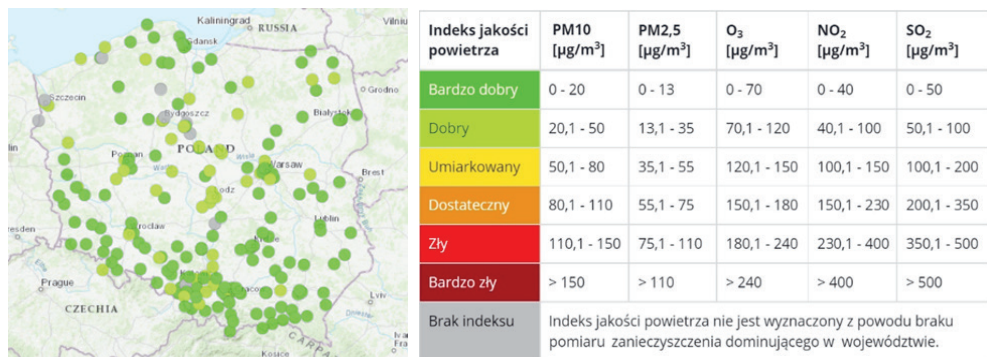 Kaliningrad
RUSSIA
Vilniu
Gdansk
Szczecin
Grodno
Bydgoszcz
Białystok
lin
Poznan
POLAND
Warsaw
Brest
Lodz
Wroclaw
Lublin
resden
Prague
CZECHIA
Lviv
Kosice
CARPA
Indeks jakości powietrza
PM10 [µg/m³]
PM2,5 [µg/m³]
O₃ [µg/m³]
NO₂ [µg/m³]
SO₂ [µg/m³]
Bardzo dobry 0 - 20 0 - 13 0 - 70 0 - 40 0 - 50
Dobry 20,1 - 50 13,1 - 35 70,1 - 120 40,1 - 100 50,1 - 100
Umiarkowany 50,1 - 80 35,1 - 55 120,1 - 150 100,1 - 150 100,1 - 200
Dostateczny 80,1 - 110 55,1 - 75 150,1 - 180 150,1 - 230 200,1 - 350
Zły 110,1 - 150 75,1 - 110 180,1 - 240 230,1 - 400 350,1 - 500
Bardzo zły > 150 > 110 > 240 > 400 > 500
Brak indeksu Indeks jakości powietrza nie jest wyznaczony z powodu braku
pomiaru zanieczyszczenia dominującego w województwie.